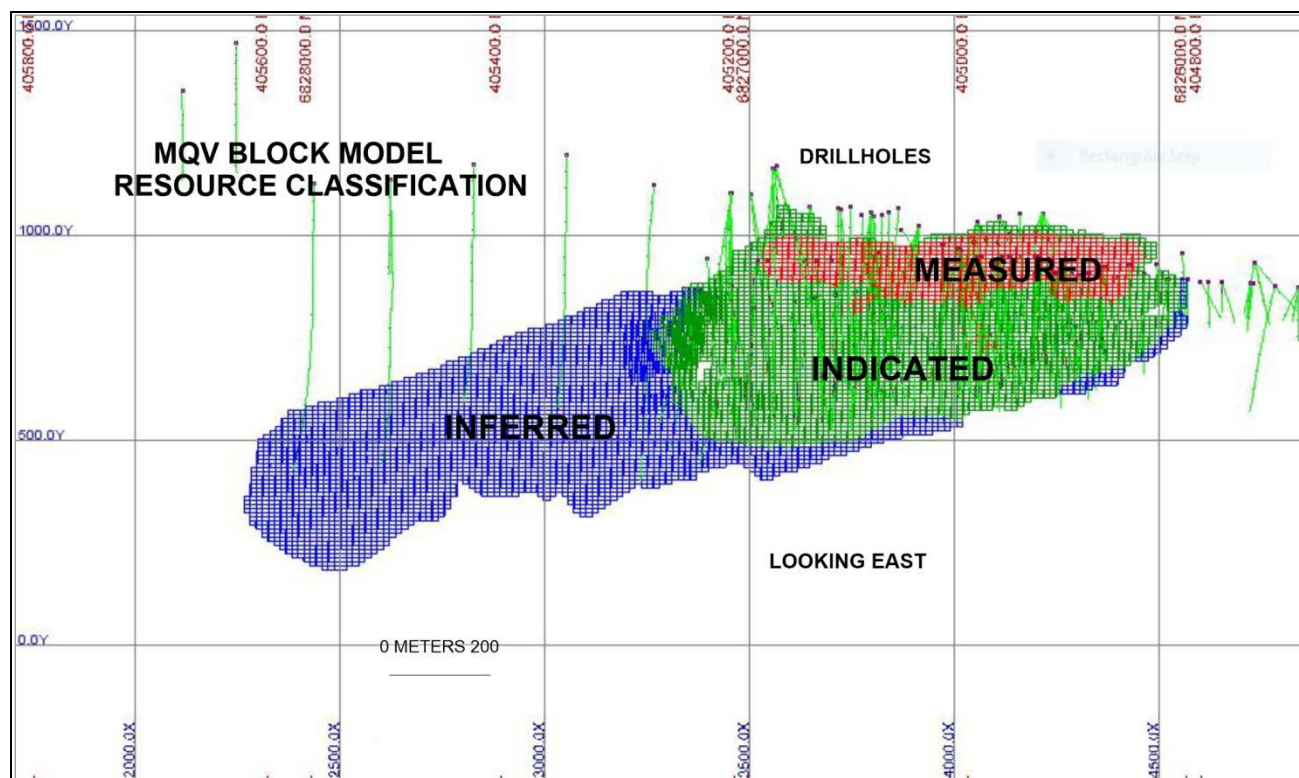 1500.0Y
405800.0 E
405600.0 E
6828000.0 N
405400.0 E
405200.0 E
6827000.0 N
405000.0 E
6826000.0 N
404800.0 E
Rectangular Snip
MQV BLOCK MODEL
RESOURCE CLASSIFICATION
DRILLHOLES
1000.0Y
MEASURED
INDICATED
INFERRED
500.0Y
LOOKING EAST
0.0Y
0 METERS 200
2000.0X
2500.0X
3000.0X
3500.0X
4000.0X
4500.0X